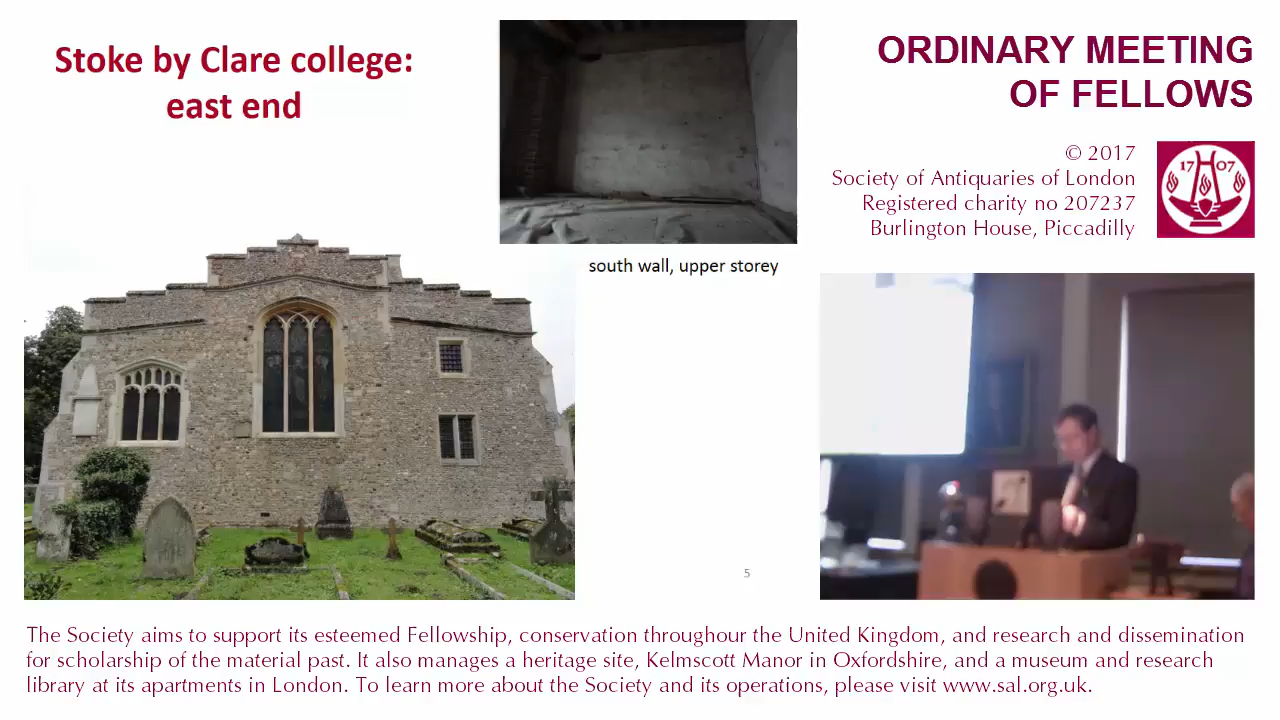 Stoke by Clare college:
east end
south wall, upper storey
5
ORDINARY MEETING
OF FELLOWS
© 2017
Society of Antiquaries of London
Registered charity no 207237
Burlington House, Piccadilly
17 07
The Society aims to support its esteemed Fellowship, conservation throughour the United Kingdom, and research and dissemination
for scholarship of the material past. It also manages a heritage site, Kelmscott Manor in Oxfordshire, and a museum and research
library at its apartments in London. To learn more about the Society and its operations, please visit www.sal.org.uk.